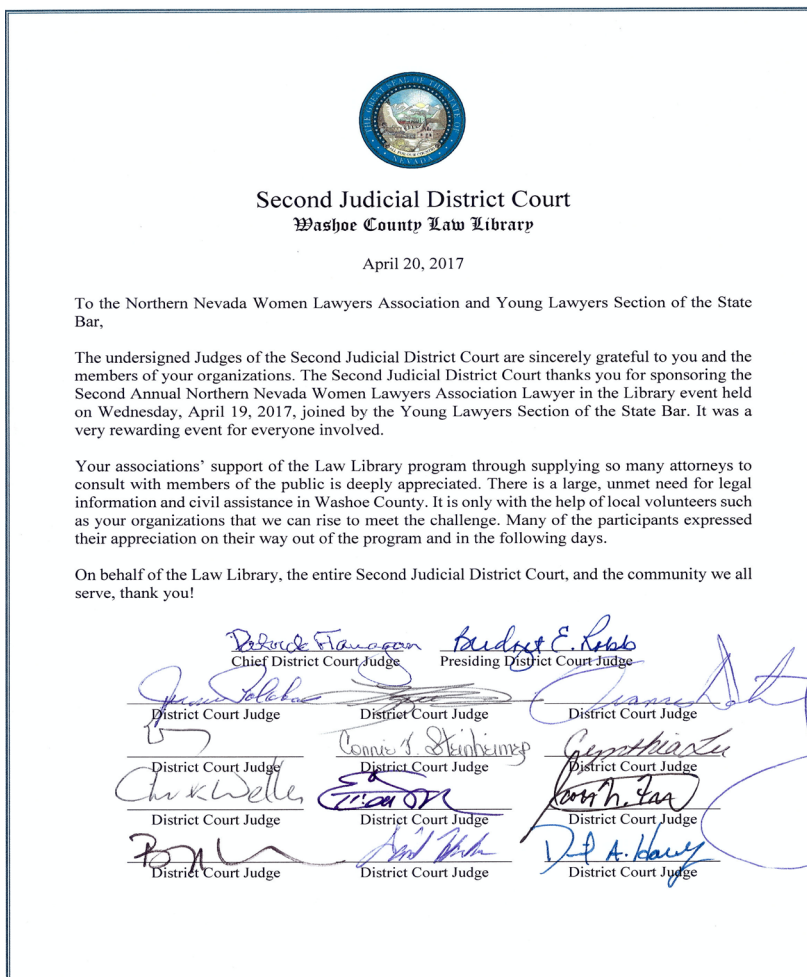 THE GREAT SEAL OF THE STATE OF
NEVADA
Second Judicial District Court
Washoe County Law Library
April 20, 2017
To the Northern Nevada Women Lawyers Association and Young Lawyers Section of the State
Bar,
The undersigned Judges of the Second Judicial District Court are sincerely grateful to you and the
members of your organizations. The Second Judicial District Court thanks you for sponsoring the
Second Annual Northern Nevada Women Lawyers Association Lawyer in the Library event held
on Wednesday, April 19, 2017, joined by the Young Lawyers Section of the State Bar. It was a
very rewarding event for everyone involved.
Your associations’ support of the Law Library program through supplying so many attorneys to
consult with members of the public is deeply appreciated. There is a large, unmet need for legal
information and civil assistance in Washoe County. It is only with the help of local volunteers such
as your organizations that we can rise to meet the challenge. Many of the participants expressed
their appreciation on their way out of the program and in the following days.
On behalf of the Law Library, the entire Second Judicial District Court, and the community we all
serve, thank you!
Flanagan Bridget E. Robb
Chief District Court Judge Presiding District Court Judge
District Court Judge District Court Judge District Court Judge
Connie J. Steinheimer Cynthia Lu
District Court Judge District Court Judge District Court Judge
District Court Judge District Court Judge District Court Judge
District Court Judge District Court Judge District Court Judge